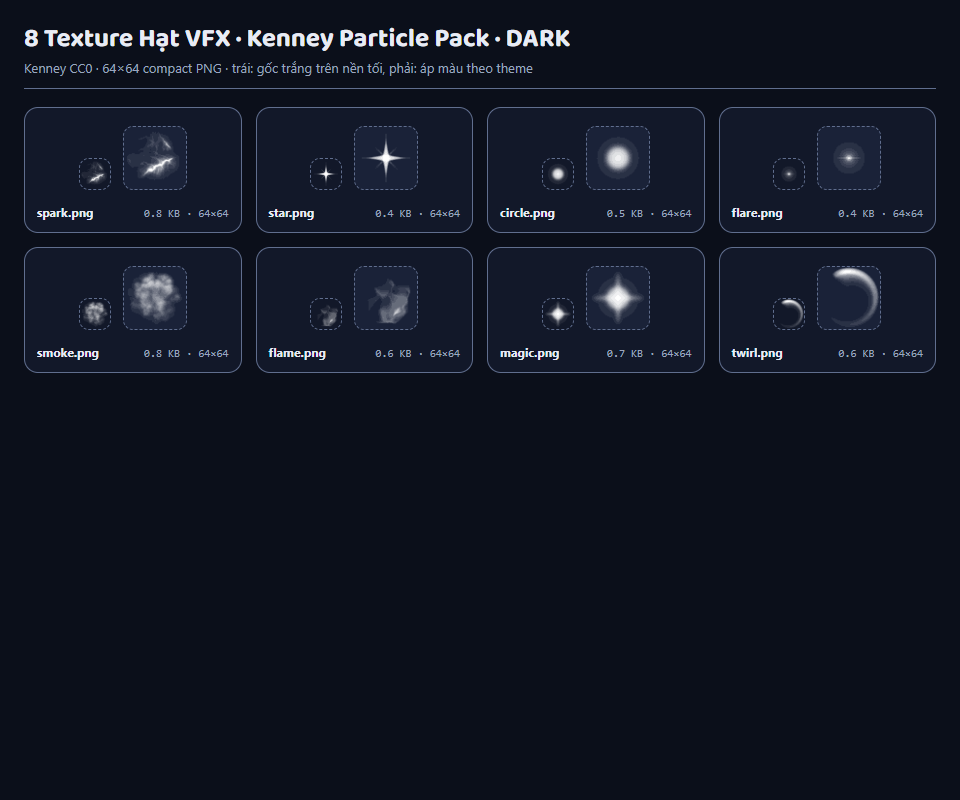 8 Texture Hạt VFX · Kenney Particle Pack · DARK
Kenney CC0 · 64×64 compact PNG · trái: gốc trắng trên nền tối, phải: áp màu theo theme
spark.png 0.8 KB · 64×64
star.png 0.4 KB · 64×64
circle.png 0.5 KB · 64×64
flare.png 0.4 KB · 64×64
smoke.png 0.8 KB · 64×64
flame.png 0.6 KB · 64×64
magic.png 0.7 KB · 64×64
twirl.png 0.6 KB · 64×64